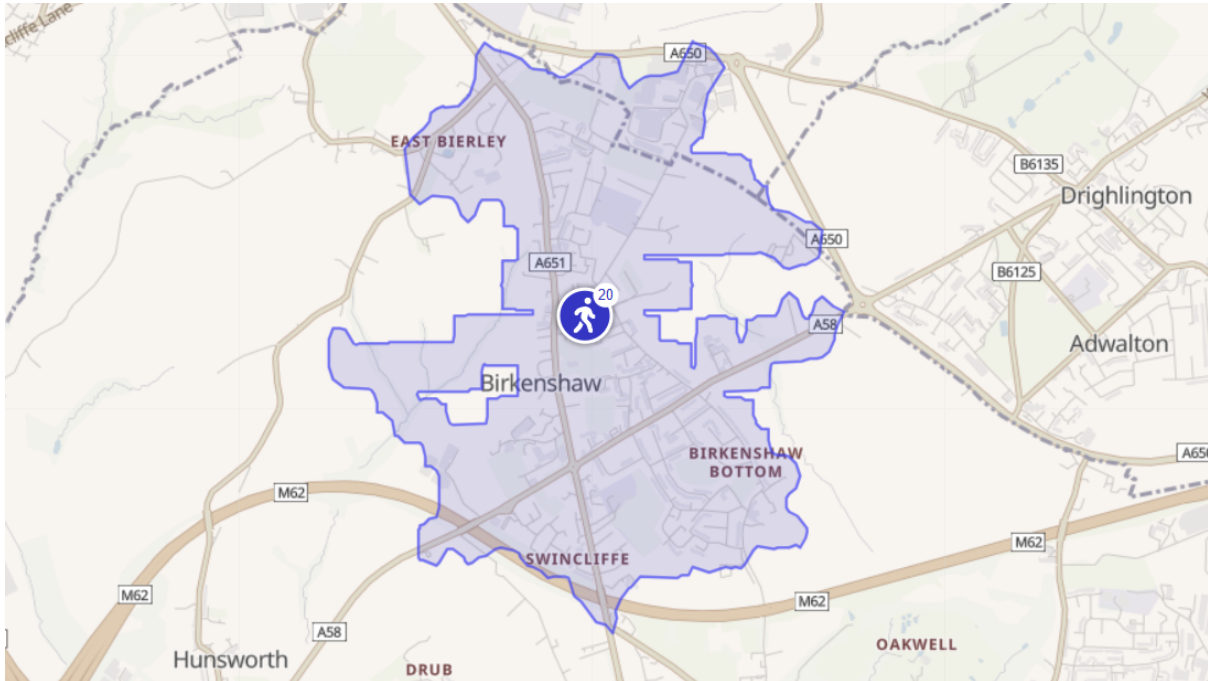 cliffe Lane
A650
EAST BIERLEY
B6135
Drighlington
A650
A651
B6125
20
A58
Adwalton
Birkenshaw
BIRKENSHAW
BOTTOM
A650
M62
M62
SWINCLIFFE
M62
M62
A58
OAKWELL
Hunsworth
DRUB